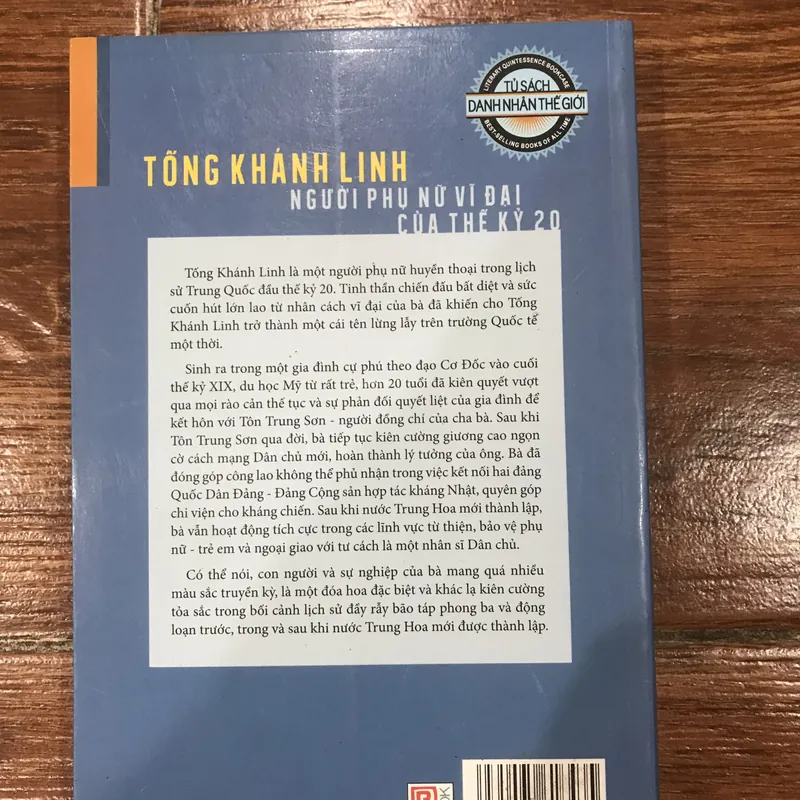 LITERARY QUINTESSENCE BOOKCASE
TỦ SÁCH
DANH NHÂN THẾ GIỚI
BEST-SELLING BOOKS OF ALL TIME
TỐNG KHÁNH LINH
NGƯỜI PHỤ NỮ VĨ ĐẠI
CỦA THẾ KỶ 20
Tống Khánh Linh là một người phụ nữ huyền thoại trong lịch
sử Trung Quốc đầu thế kỷ 20. Tinh thần chiến đấu bất diệt và sức
cuốn hút lớn lao từ nhân cách vĩ đại của bà đã khiến cho Tống
Khánh Linh trở thành một cái tên lừng lẫy trên trường Quốc tế
một thời.
Sinh ra trong một gia đình cự phú theo đạo Cơ Đốc vào cuối
thế kỷ XIX, du học Mỹ từ rất trẻ, hơn 20 tuổi đã kiên quyết vượt
qua mọi rào cản thế tục và sự phản đối quyết liệt của gia đình để
kết hôn với Tôn Trung Sơn - người đồng chí của cha bà. Sau khi
Tôn Trung Sơn qua đời, bà tiếp tục kiên cường giương cao ngọn
cờ cách mạng Dân chủ mới, hoàn thành lý tưởng của ông. Bà đã
đóng góp công lao không thể phủ nhận trong việc kết nối hai đảng
Quốc Dân Đảng - Đảng Cộng sản hợp tác kháng Nhật, quyên góp
chi viện cho kháng chiến. Sau khi nước Trung Hoa mới thành lập,
bà vẫn hoạt động tích cực trong các lĩnh vực từ thiện, bảo vệ phụ
nữ - trẻ em và ngoại giao với tư cách là một nhân sĩ Dân chủ.
Có thể nói, con người và sự nghiệp của bà mang quá nhiều
màu sắc truyền kỳ, là một đóa hoa đặc biệt và khác lạ kiên cường
tỏa sắc trong bối cảnh lịch sử đầy rẫy bão táp phong ba và động
loạn trước, trong và sau khi nước Trung Hoa mới được thành lập.